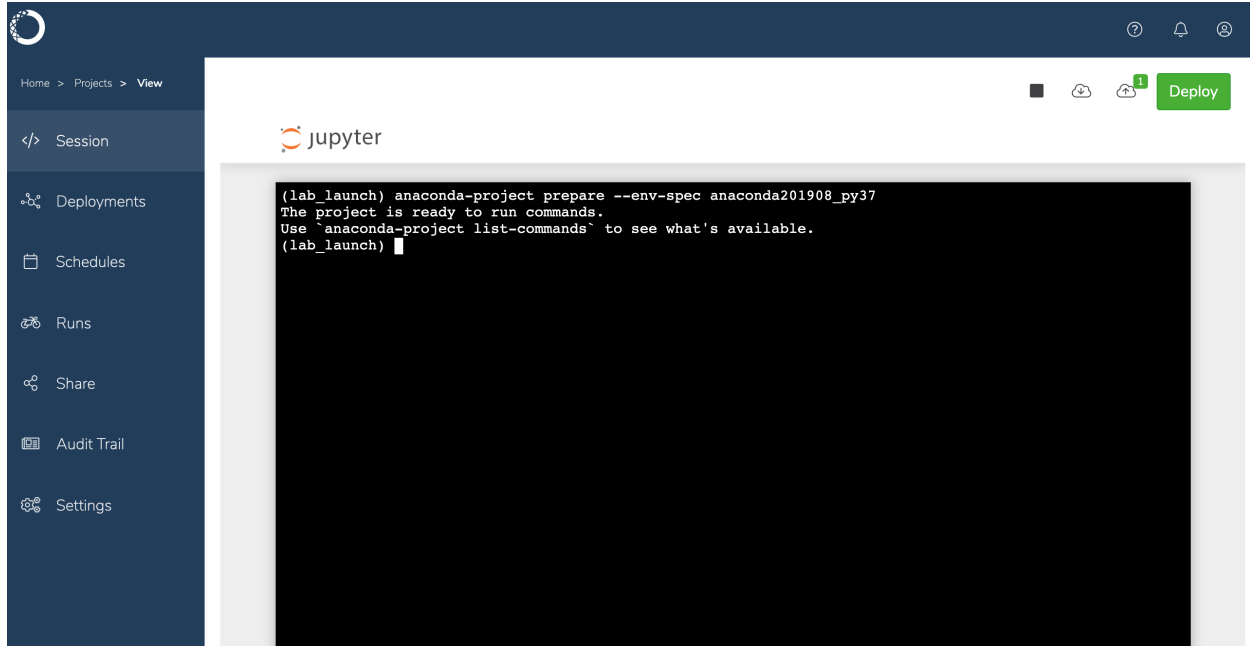 Home > Projects > View
1
Deploy
Session
Deployments
Schedules
Runs
Share
Audit Trail
Settings
jupyter
(lab_launch) anaconda-project prepare --env-spec anaconda201908_py37
The project is ready to run commands.
Use `anaconda-project list-commands` to see what's available.
(lab_launch)